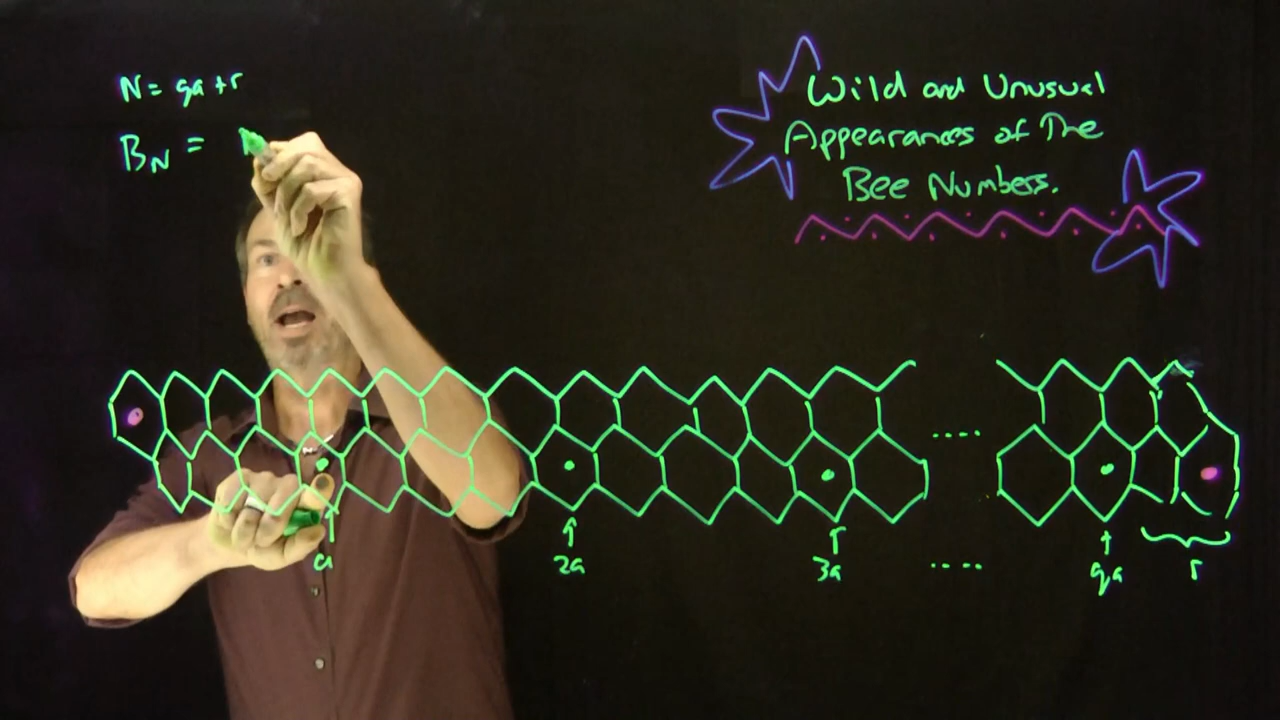 N = qa + r
B_N =
Wild and Unusual
Appearances of The
Bee Numbers.
a
2a
3a
....
qa
r